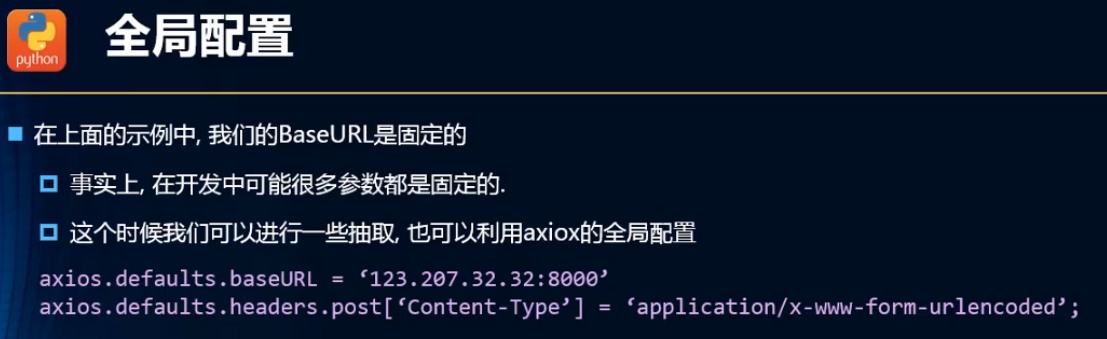 python
全局配置
在上面的示例中, 我们的BaseURL是固定的
事实上, 在开发中可能很多参数都是固定的.
这个时候我们可以进行一些抽取, 也可以利用axiox的全局配置
axios.defaults.baseURL = ‘123.207.32.32:8000’
axios.defaults.headers.post[‘Content-Type’] = ‘application/x-www-form-urlencoded’;